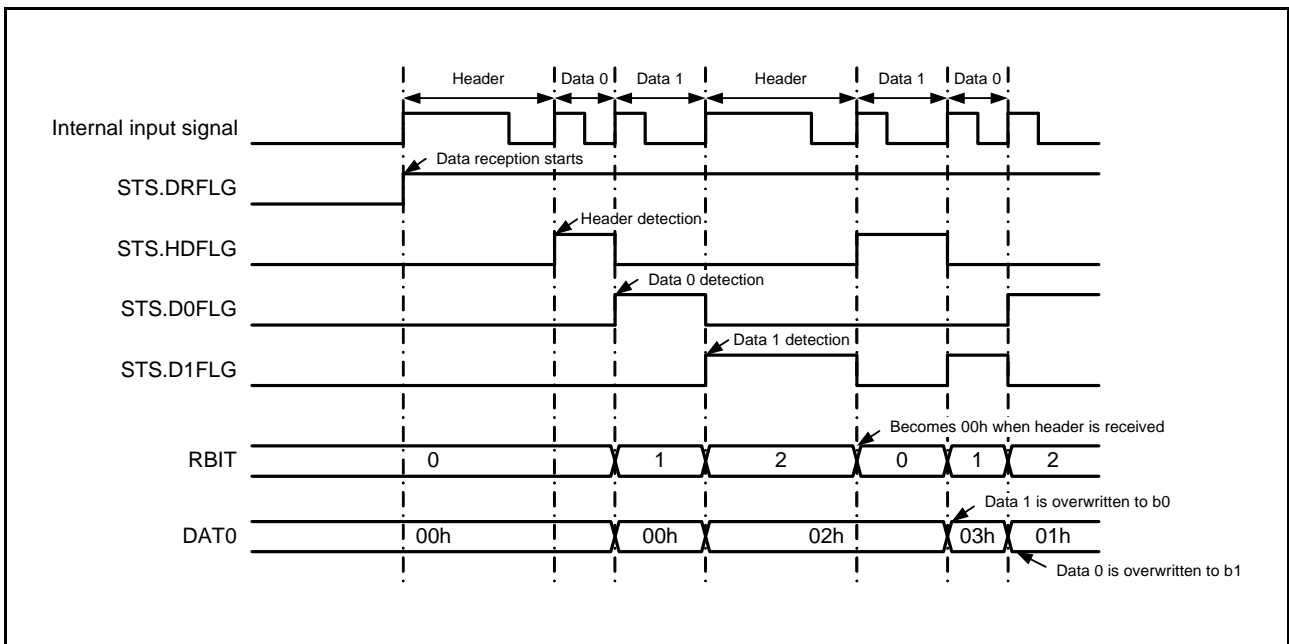 Header Data 0 Data 1 Header Data 1 Data 0
Internal input signal
Data reception starts
STS.DRFLG
Header detection
STS.HDFLG
Data 0 detection
STS.D0FLG
Data 1 detection
STS.D1FLG
Becomes 00h when header is received
RBIT 0 1 2 0 1 2
Data 1 is overwritten to b0
DAT0 00h 00h 02h 03h 01h
Data 0 is overwritten to b1